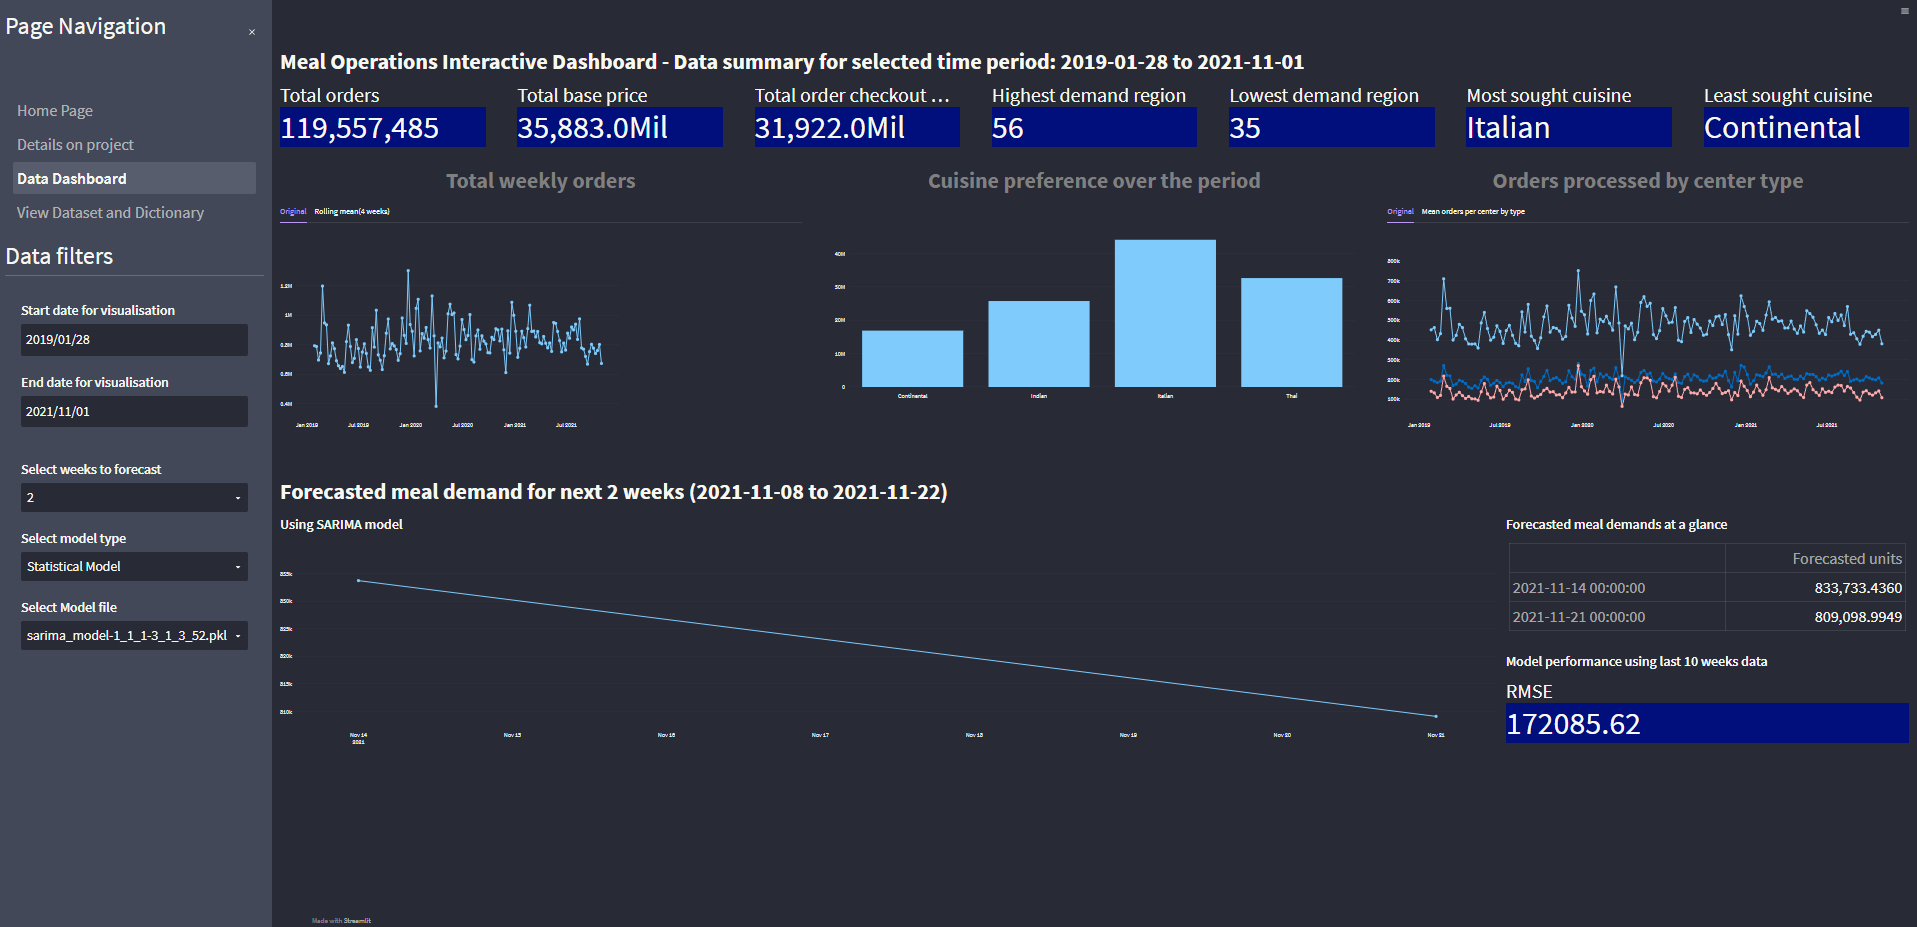 Page Navigation
×
Home Page
Details on project
Data Dashboard
View Dataset and Dictionary
Data filters
Start date for visualisation
2019/01/28
End date for visualisation
2021/11/01
Select weeks to forecast
2
Select model type
Statistical Model
Select Model file
sarima_model-1_1_1-3_1_3_52.pkl
Meal Operations Interactive Dashboard - Data summary for selected time period: 2019-01-28 to 2021-11-01
Total orders
119,557,485
Total base price
35,883.0Mil
Total order checkout ...
31,922.0Mil
Highest demand region
56
Lowest demand region
35
Most sought cuisine
Italian
Least sought cuisine
Continental
Total weekly orders
Original Rolling mean(4 weeks)
1.2M
1M
0.8M
0.6M
0.4M
Jan 2019 Jul 2019 Jan 2020 Jul 2020 Jan 2021 Jul 2021
Cuisine preference over the period
40M
30M
20M
10M
0
Continental Indian Italian Thai
Orders processed by center type
Original Mean orders per center by type
800k
700k
600k
500k
400k
300k
200k
100k
Jan 2019 Jul 2019 Jan 2020 Jul 2020 Jan 2021 Jul 2021
Forecasted meal demand for next 2 weeks (2021-11-08 to 2021-11-22)
Using SARIMA model
835k
830k
825k
820k
815k
810k
Nov 14 Nov 15 Nov 16 Nov 17 Nov 18 Nov 19 Nov 20 Nov 21
2021
Forecasted meal demands at a glance
Forecasted units
2021-11-14 00:00:00 833,733.4360
2021-11-21 00:00:00 809,098.9949
Model performance using last 10 weeks data
RMSE
172085.62
Made with Streamlit